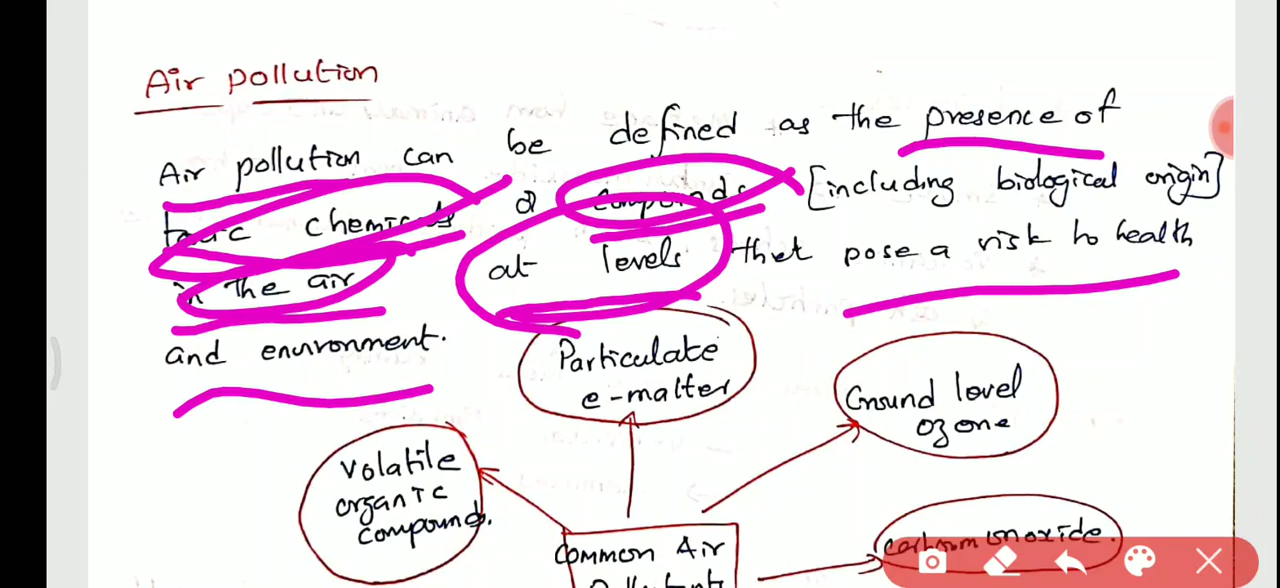 Air pollution
Air pollution can be defined as the presence of
toxic chemicals or compounds [including biological origin]
in the air at levels that pose a risk to health
and environment.
Particulate
e-matter
Ground level
ozone
Volatile
organic
compounds.
carbon monoxide.
Common Air
Pollutants